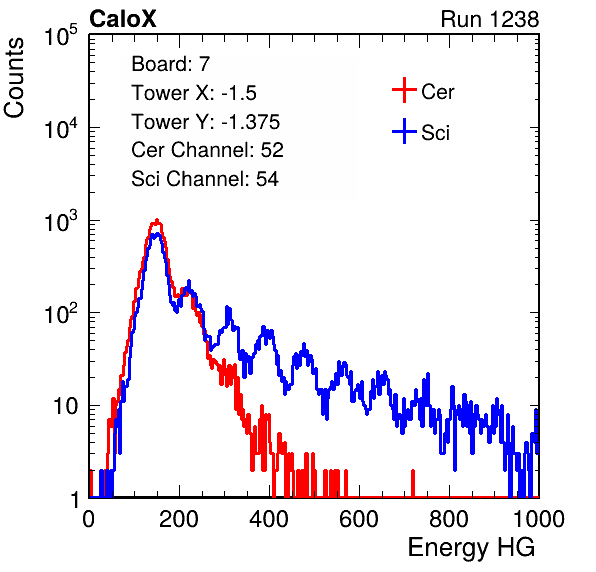 CaloX Run 1238
Counts
Board: 7
Tower X: -1.5
Tower Y: -1.375
Cer Channel: 52
Sci Channel: 54
Cer
Sci
10^5
10^4
10^3
10^2
10
1
0 200 400 600 800 1000
Energy HG